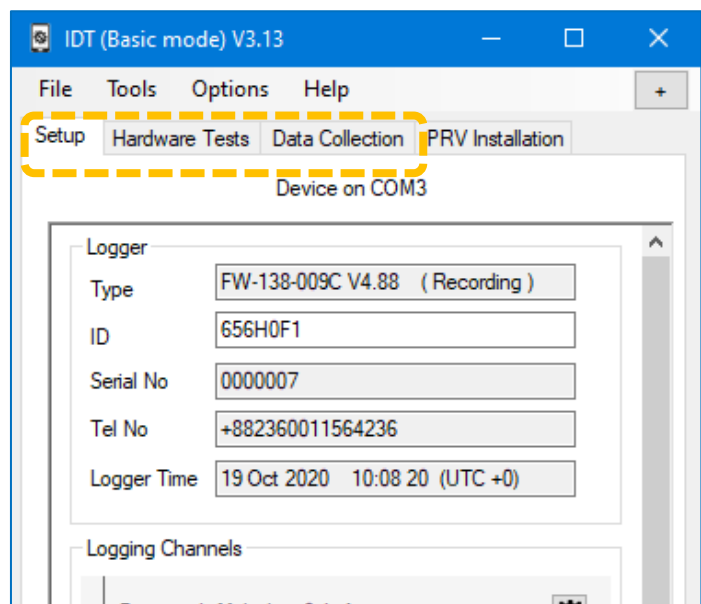 IDT (Basic mode) V3.13
File Tools Options Help +
Setup Hardware Tests Data Collection PRV Installation
Device on COM3
Logger
Type FW-138-009C V4.88 ( Recording )
ID 656H0F1
Serial No 0000007
Tel No +882360011564236
Logger Time 19 Oct 2020 10:08 20 (UTC +0)
Logging Channels